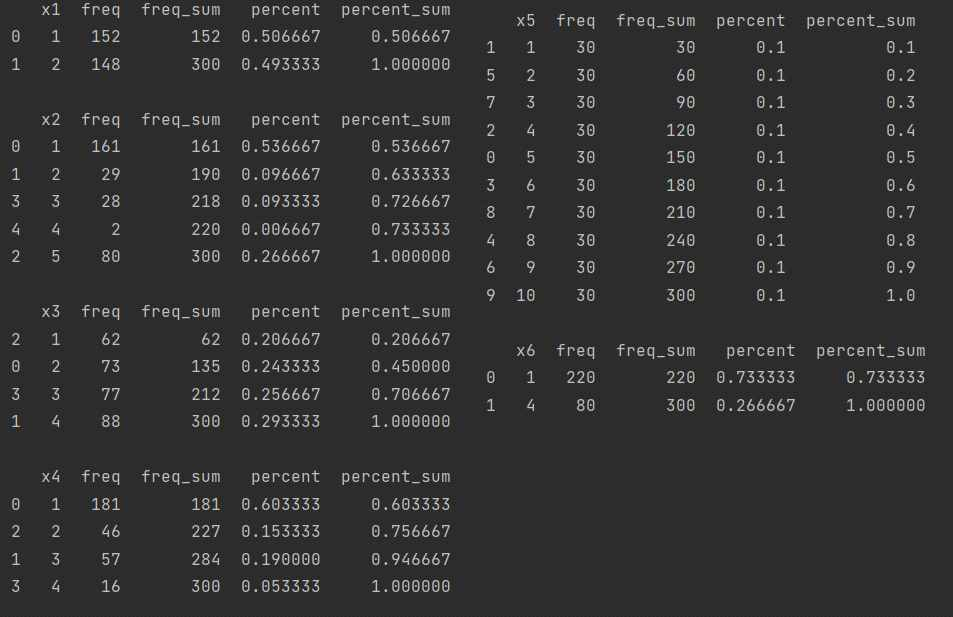 x1 freq freq_sum percent percent_sum
0 1 152 152 0.506667 0.506667
1 2 148 300 0.493333 1.000000
x2 freq freq_sum percent percent_sum
0 1 161 161 0.536667 0.536667
1 2 29 190 0.096667 0.633333
3 3 28 218 0.093333 0.726667
4 4 2 220 0.006667 0.733333
2 5 80 300 0.266667 1.000000
x3 freq freq_sum percent percent_sum
2 1 62 62 0.206667 0.206667
0 2 73 135 0.243333 0.450000
3 3 77 212 0.256667 0.706667
1 4 88 300 0.293333 1.000000
x4 freq freq_sum percent percent_sum
0 1 181 181 0.603333 0.603333
2 2 46 227 0.153333 0.756667
1 3 57 284 0.190000 0.946667
3 4 16 300 0.053333 1.000000
x5 freq freq_sum percent percent_sum
1 1 30 30 0.1 0.1
5 2 30 60 0.1 0.2
7 3 30 90 0.1 0.3
2 4 30 120 0.1 0.4
0 5 30 150 0.1 0.5
3 6 30 180 0.1 0.6
8 7 30 210 0.1 0.7
4 8 30 240 0.1 0.8
6 9 30 270 0.1 0.9
9 10 30 300 0.1 1.0
x6 freq freq_sum percent percent_sum
0 1 220 220 0.733333 0.733333
1 4 80 300 0.266667 1.000000